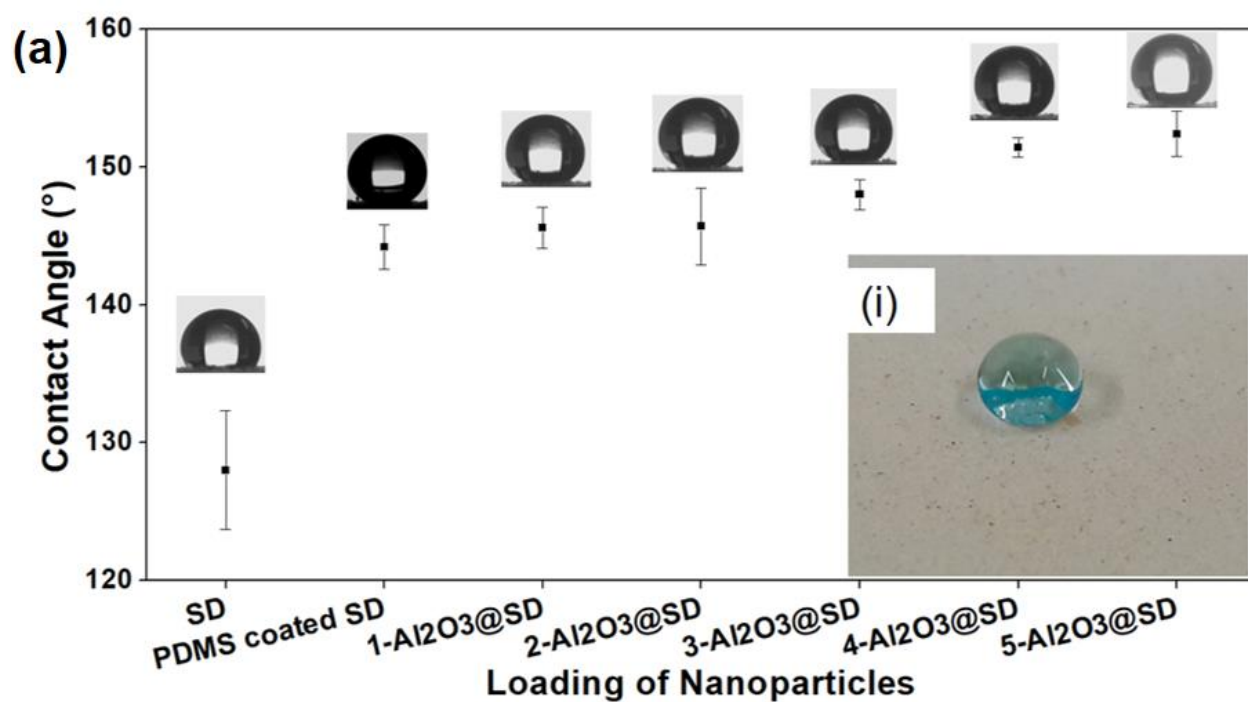 (a)
160
150
140
130
120
Contact Angle (°)
(i)
SD
PDMS coated SD
1-Al2O3@SD
2-Al2O3@SD
3-Al2O3@SD
4-Al2O3@SD
5-Al2O3@SD
Loading of Nanoparticles